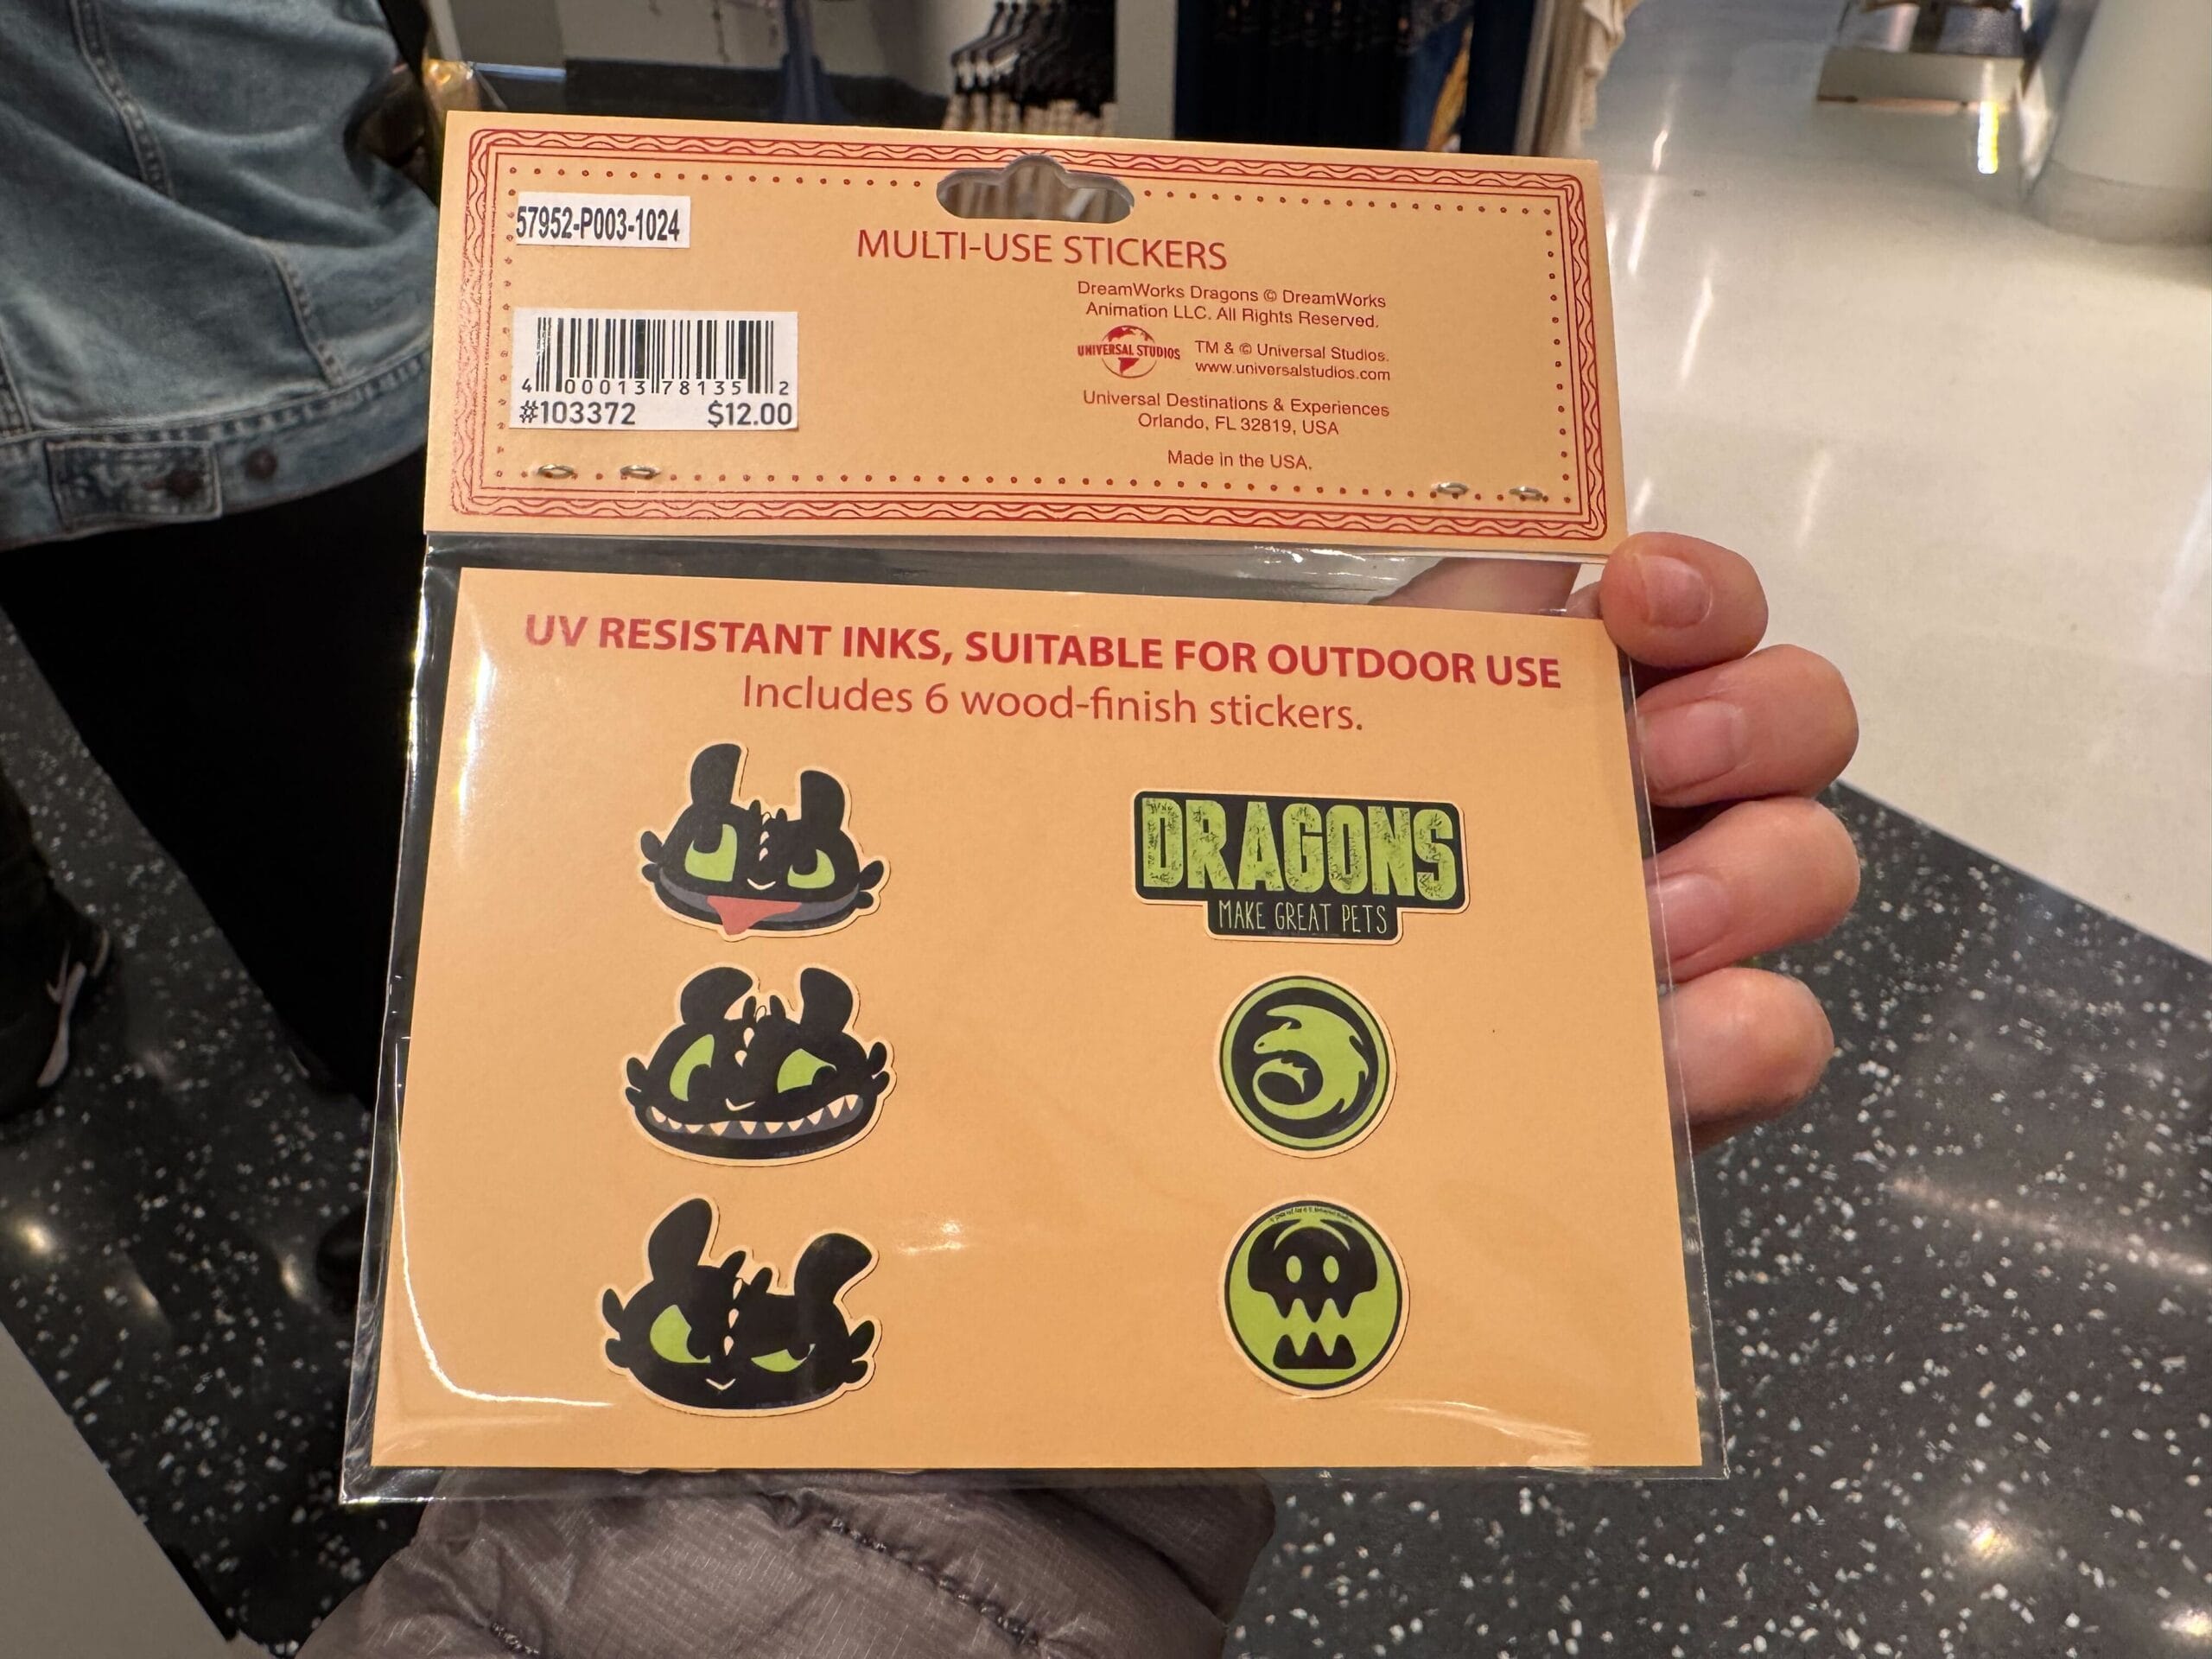 57952-P003-1024
MULTI-USE STICKERS
DreamWorks Dragons © DreamWorks
Animation LLC. All Rights Reserved.
UNIVERSAL STUDIOS
TM & © Universal Studios.
www.universalstudios.com
4 00013 78135 2
#103372 $12.00
Universal Destinations & Experiences
Orlando, FL 32819, USA
Made in the USA.
UV RESISTANT INKS, SUITABLE FOR OUTDOOR USE
Includes 6 wood-finish stickers.
DRAGONS
MAKE GREAT PETS